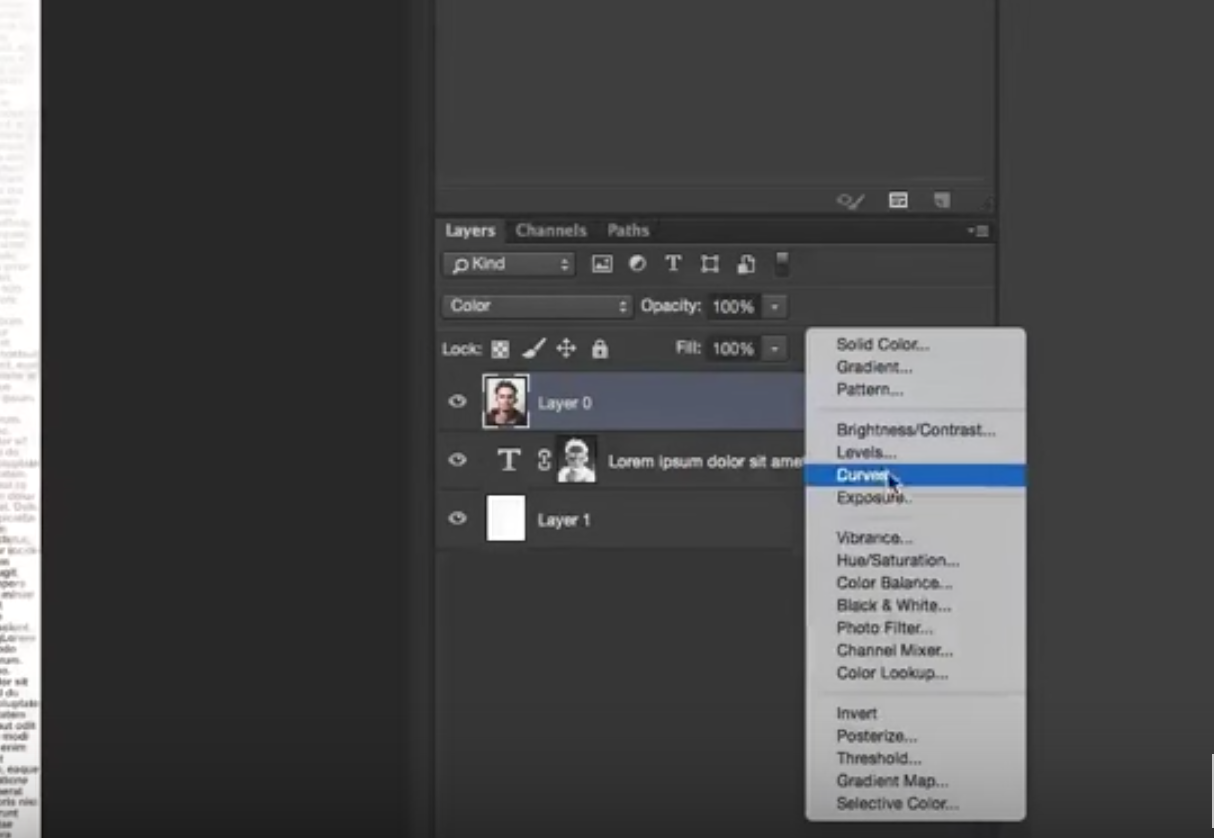 Layers Channels Paths
Kind
Color Opacity: 100%
Lock: Fill: 100%
Layer 0
T Lorem ipsum dolor sit ame
Layer 1
Solid Color...
Gradient...
Pattern...
Brightness/Contrast...
Levels...
Curves
Exposure..
Vibrance...
Hue/Saturation...
Color Balance...
Black & White...
Photo Filter...
Channel Mixer...
Color Lookup...
Invert
Posterize...
Threshold...
Gradient Map...
Selective Color...